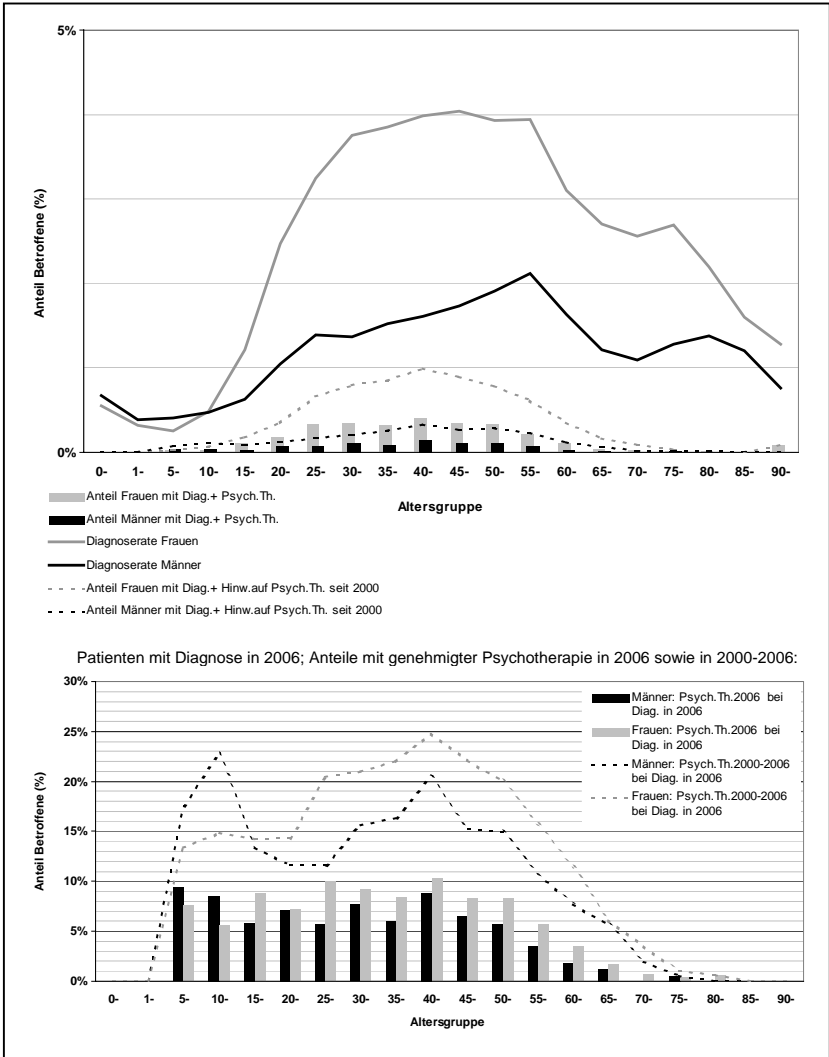 5%
Anteil Betroffene (%)
0%
0- 1- 5- 10- 15- 20- 25- 30- 35- 40- 45- 50- 55- 60- 65- 70- 75- 80- 85- 90-
Altersgruppe
Anteil Frauen mit Diag.+ Psych.Th.
Anteil Männer mit Diag.+ Psych.Th.
Diagnoserate Frauen
Diagnoserate Männer
Anteil Frauen mit Diag.+ Hinw.auf Psych.Th. seit 2000
Anteil Männer mit Diag.+ Hinw.auf Psych.Th. seit 2000
Patienten mit Diagnose in 2006; Anteile mit genehmigter Psychotherapie in 2006 sowie in 2000-2006:
30%
25%
20%
15%
10%
5%
0%
Anteil Betroffene (%)
Männer: Psych.Th.2006 bei
Diag. in 2006
Frauen: Psych.Th.2006 bei
Diag. in 2006
Männer: Psych.Th.2000-2006
bei Diag. in 2006
Frauen: Psych.Th.2000-2006
bei Diag. in 2006
0- 1- 5- 10- 15- 20- 25- 30- 35- 40- 45- 50- 55- 60- 65- 70- 75- 80- 85- 90-
Altersgruppe